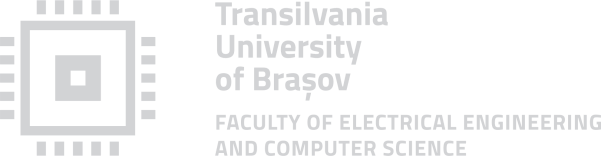 Transilvania
University
of Brașov
FACULTY OF ELECTRICAL ENGINEERING
AND COMPUTER SCIENCE